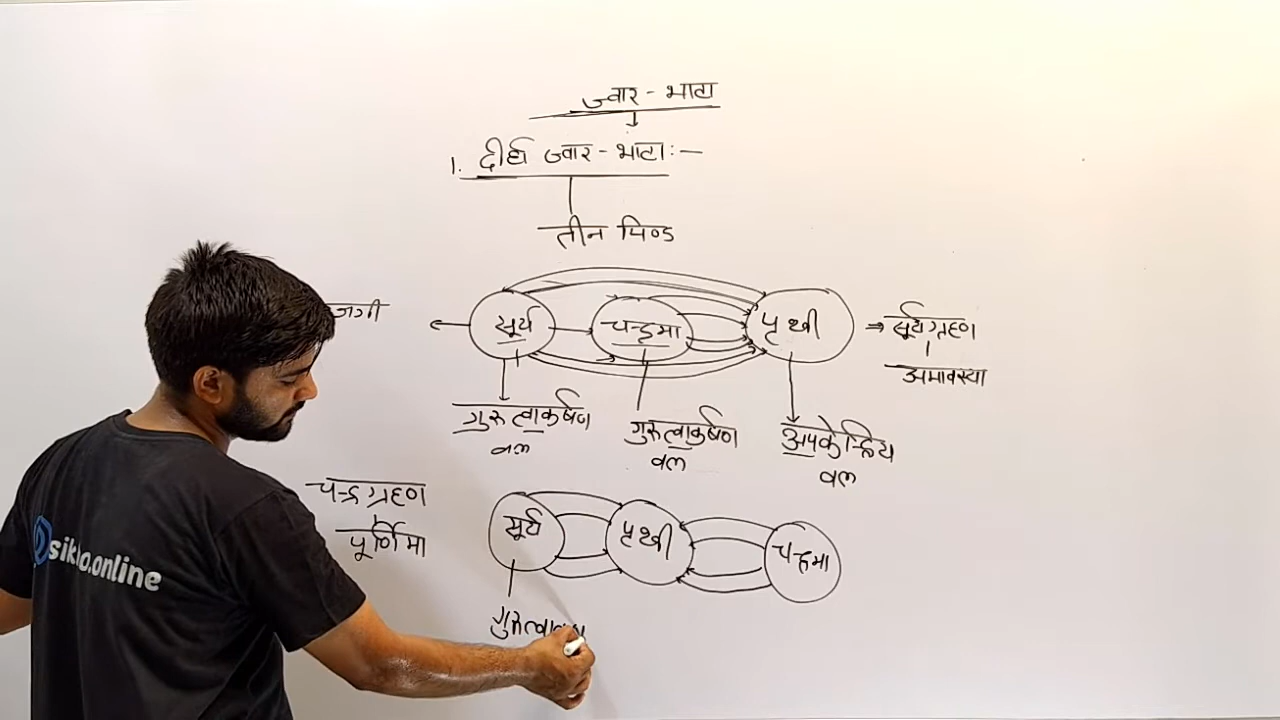 ज्वार-भाटा
1. दीर्घ ज्वार-भाटा:-
तीन पिण्ड
सूर्य चन्द्रमा पृथ्वी
सूर्यग्रहण
अमावस्या
गुरुत्वाकर्षण
बल
गुरुत्वाकर्षण
बल
अपकेन्द्रिय
बल
चन्द्रग्रहण
पूर्णिमा
सूर्य पृथ्वी चन्द्रमा
sikho.online